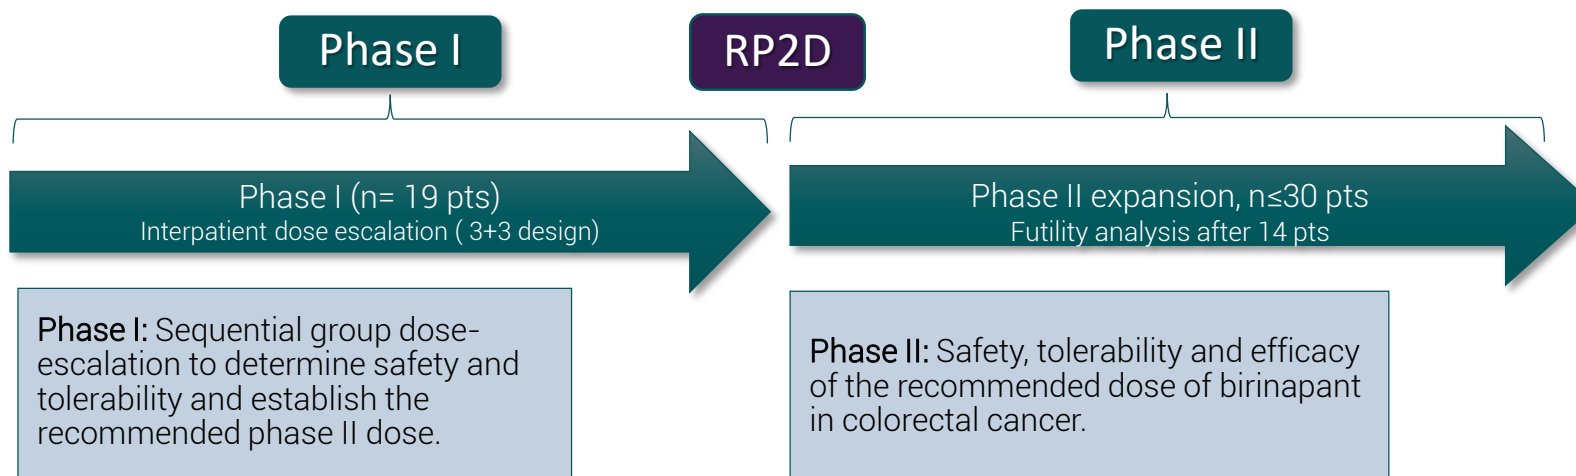 Phase I
RP2D
Phase II
Phase I (n= 19 pts)
Interpatient dose escalation ( 3+3 design)
Phase II expansion, n≤30 pts
Futility analysis after 14 pts
Phase I: Sequential group dose-
escalation to determine safety and
tolerability and establish the
recommended phase II dose.
Phase II: Safety, tolerability and efficacy
of the recommended dose of birinapant
in colorectal cancer.